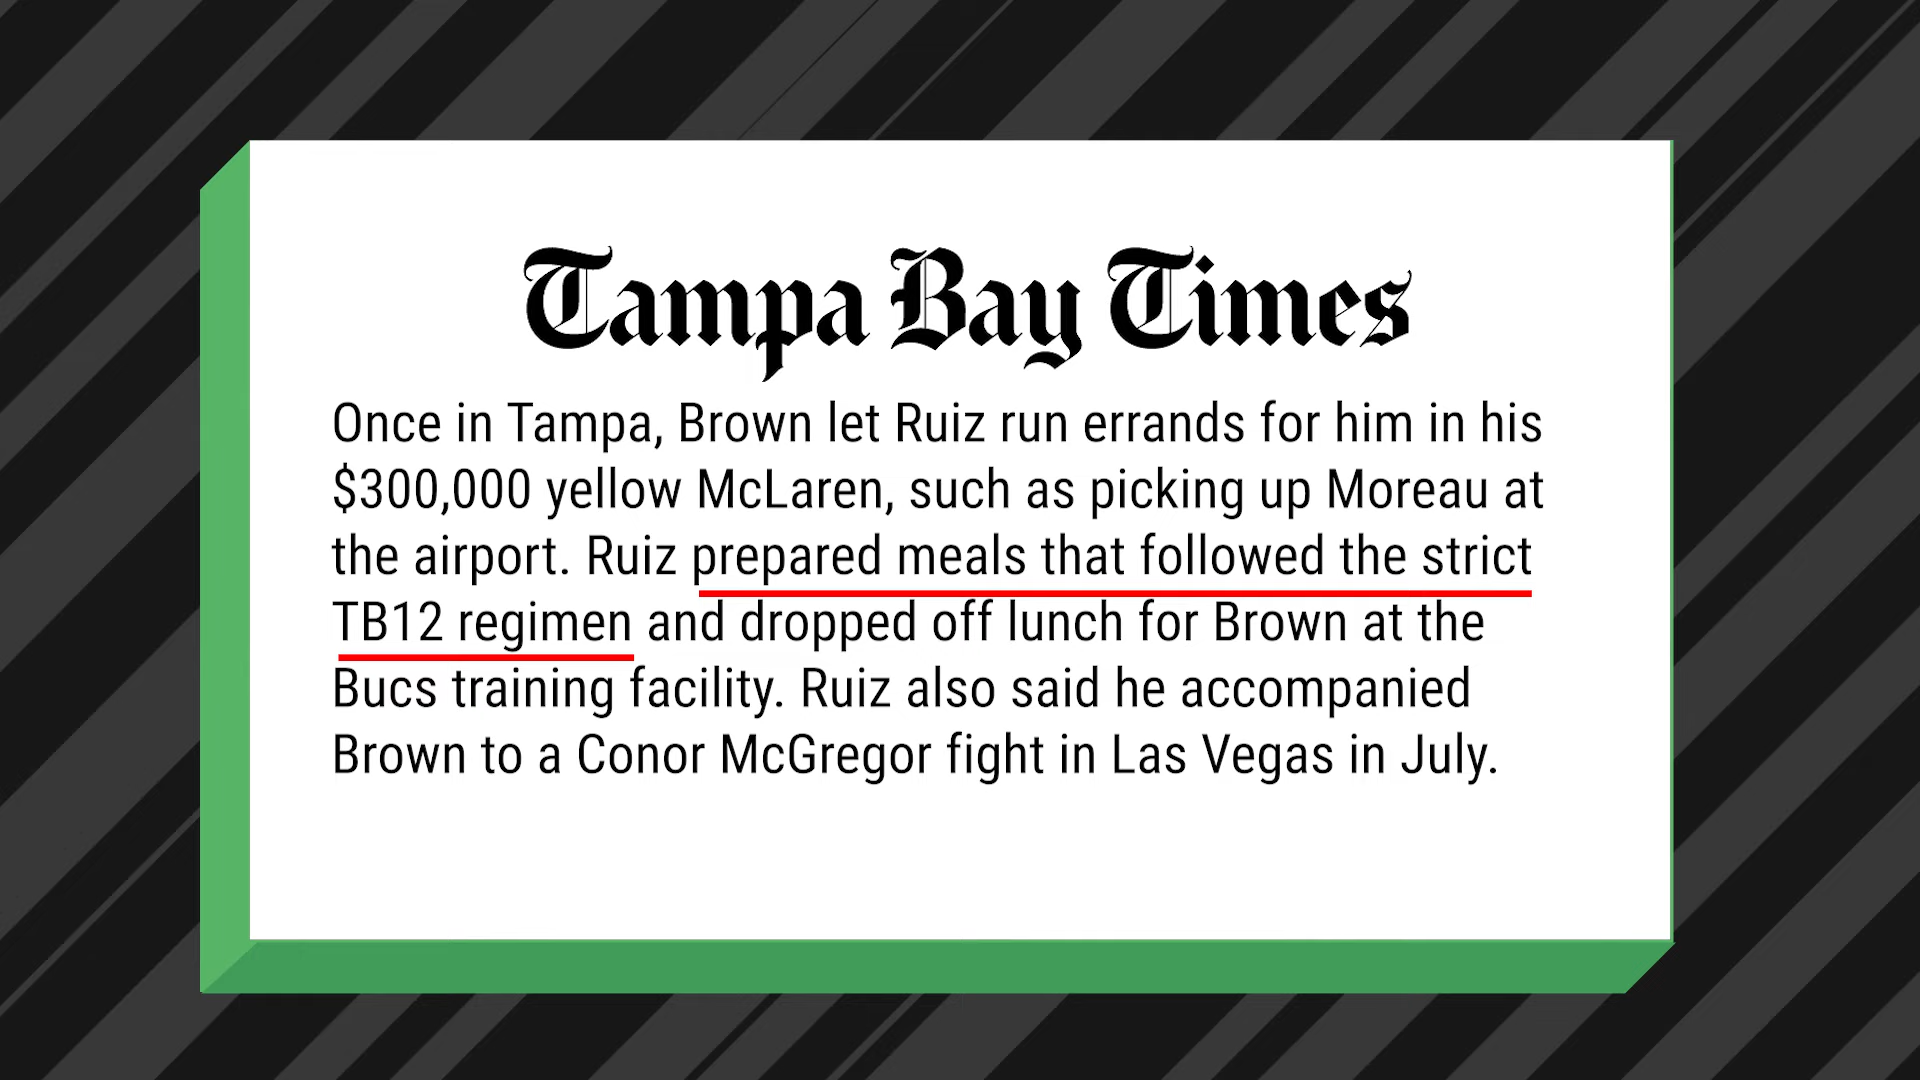 Tampa Bay Times
Once in Tampa, Brown let Ruiz run errands for him in his
$300,000 yellow McLaren, such as picking up Moreau at
the airport. Ruiz prepared meals that followed the strict
TB12 regimen and dropped off lunch for Brown at the
Bucs training facility. Ruiz also said he accompanied
Brown to a Conor McGregor fight in Las Vegas in July.